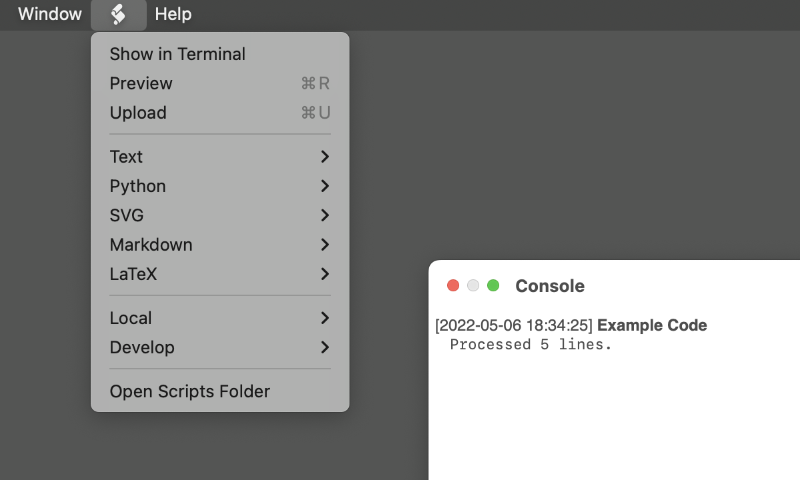 Window Help
Show in Terminal
Preview ⌘R
Upload ⌘U
Text
Python
SVG
Markdown
LaTeX
Local
Develop
Open Scripts Folder
Console
[2022-05-06 18:34:25] Example Code
Processed 5 lines.